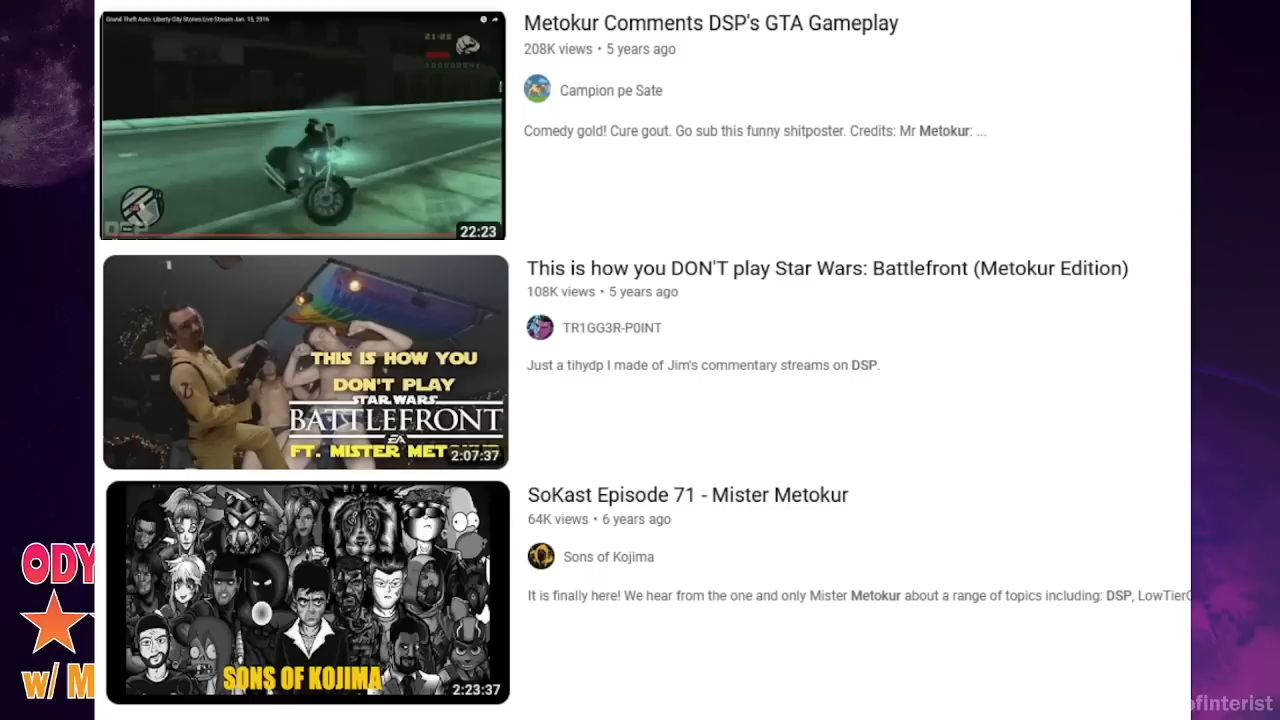 Grand Theft Auto: Liberty City Stories Live Stream Jan. 15, 2016
21:28
22:23
Metokur Comments DSP's GTA Gameplay
208K views • 5 years ago
Campion pe Sate
Comedy gold! Cure gout. Go sub this funny shitposter. Credits: Mr Metokur: ...
THIS IS HOW YOU
DON'T PLAY
STAR WARS
BATTLEFRONT
EA
FT. MISTER MET
2:07:37
This is how you DON'T play Star Wars: Battlefront (Metokur Edition)
108K views • 5 years ago
TR1GG3R-P0INT
Just a tihydp I made of Jim's commentary streams on DSP.
SONS OF KOJIMA
2:23:37
SoKast Episode 71 - Mister Metokur
64K views • 6 years ago
Sons of Kojima
It is finally here! We hear from the one and only Mister Metokur about a range of topics including: DSP, LowTier
ODY
w/ M
ofinterist